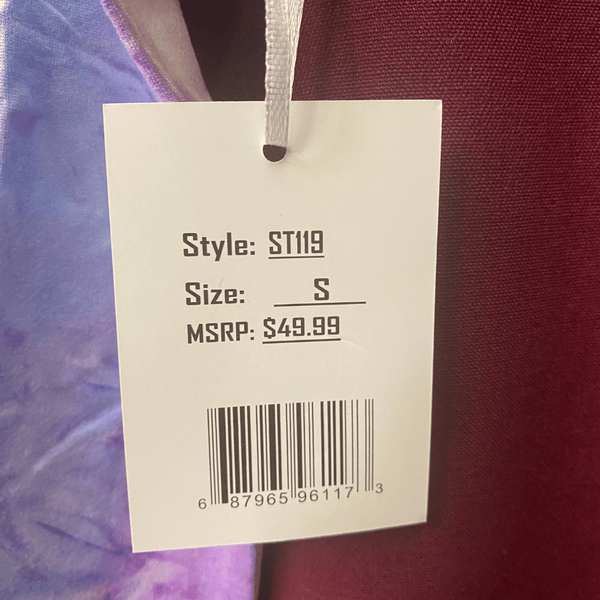 Style: ST119
Size: S
MSRP: $49.99
6 87965 96117 3